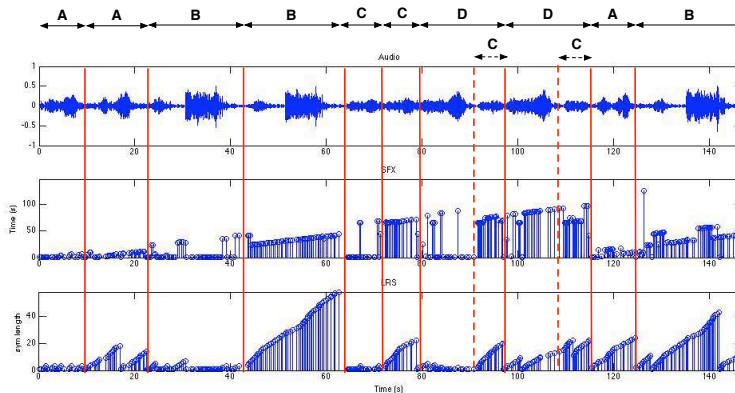 A A B B C C D D A B
C C
Audio
1
0.5
0
-0.5
-1
0 20 40 60 80 100 120 140
SFX
Time (s)
100
50
0
0 20 40 60 80 100 120 140
LRS
sym length
40
20
0
0 20 40 60 80 100 120 140
Time (s)